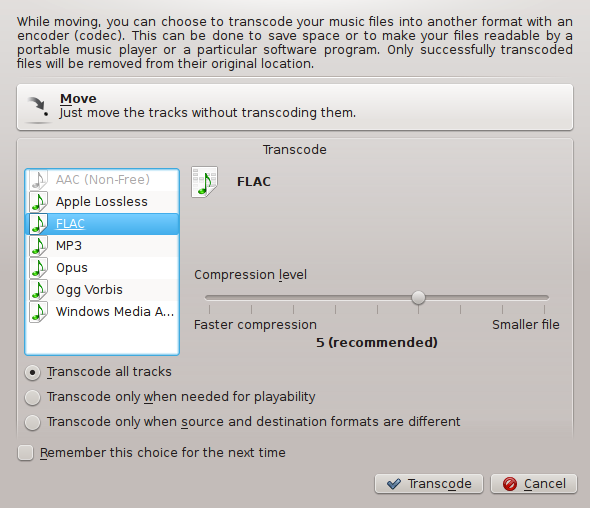 While moving, you can choose to transcode your music files into another format with an
encoder (codec). This can be done to save space or to make your files readable by a
portable music player or a particular software program. Only successfully transcoded
files will be removed from their original location.
Move
Just move the tracks without transcoding them.
Transcode
AAC (Non-Free)
Apple Lossless
FLAC
MP3
Opus
Ogg Vorbis
Windows Media A...
FLAC
Compression level
Faster compression
Smaller file
5 (recommended)
Transcode all tracks
Transcode only when needed for playability
Transcode only when source and destination formats are different
Remember this choice for the next time
Transcode
Cancel